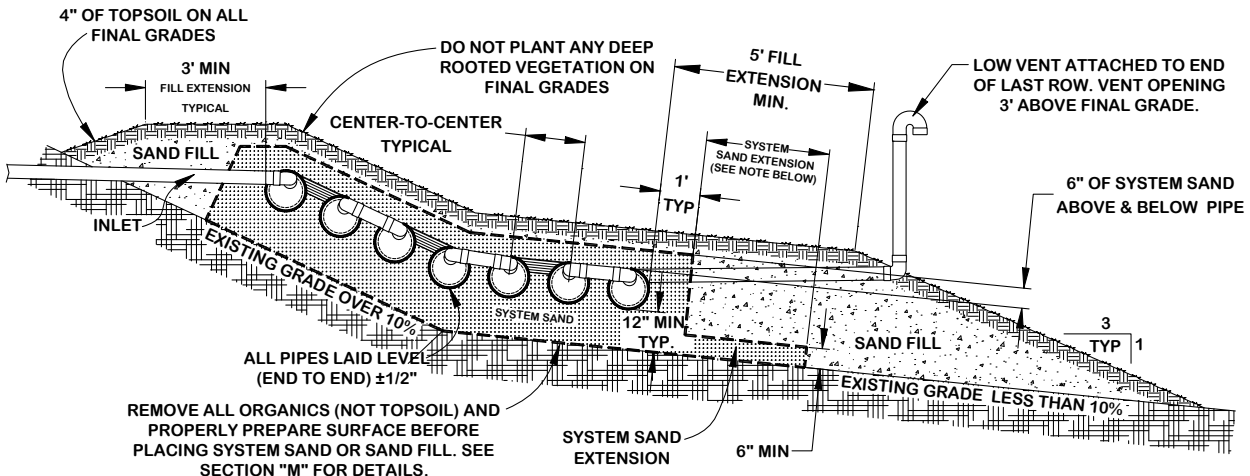 4" OF TOPSOIL ON ALL
FINAL GRADES
3' MIN
FILL EXTENSION
TYPICAL
DO NOT PLANT ANY DEEP
ROOTED VEGETATION ON
FINAL GRADES
5' FILL
EXTENSION
MIN.
LOW VENT ATTACHED TO END
OF LAST ROW. VENT OPENING
3' ABOVE FINAL GRADE.
CENTER-TO-CENTER
TYPICAL
SAND FILL
SYSTEM
SAND EXTENSION
(SEE NOTE BELOW)
1'
TYP
6" OF SYSTEM SAND
ABOVE & BELOW PIPE
INLET
EXISTING GRADE OVER 10%
SYSTEM SAND
12" MIN
TYP.
SAND FILL
3
TYP
1
ALL PIPES LAID LEVEL
(END TO END) ±1/2"
EXISTING GRADE LESS THAN 10%
REMOVE ALL ORGANICS (NOT TOPSOIL) AND
PROPERLY PREPARE SURFACE BEFORE
PLACING SYSTEM SAND OR SAND FILL. SEE
SECTION "M" FOR DETAILS.
SYSTEM SAND
EXTENSION
6" MIN